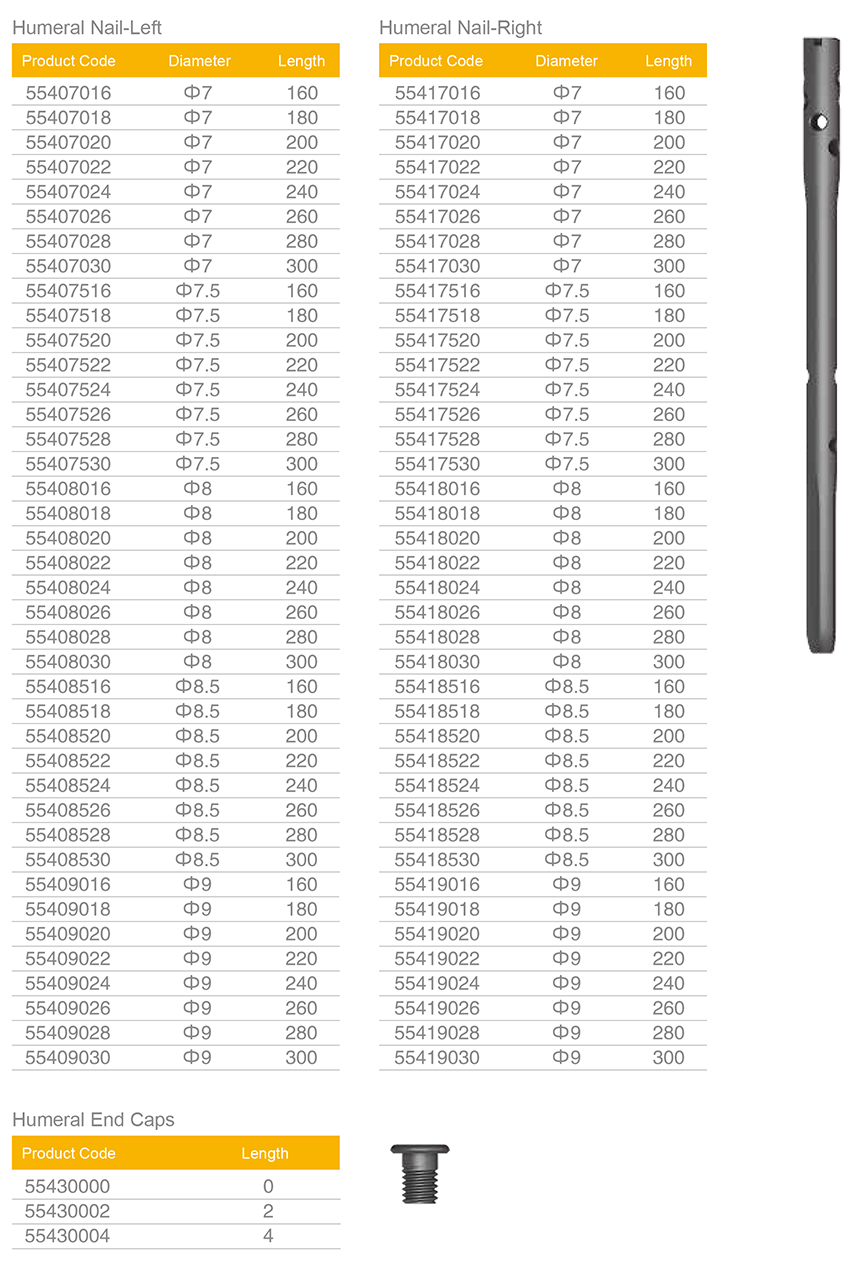 Humeral Nail-Left
Product Code Diameter Length
55407016 Φ7 160
55407018 Φ7 180
55407020 Φ7 200
55407022 Φ7 220
55407024 Φ7 240
55407026 Φ7 260
55407028 Φ7 280
55407030 Φ7 300
55407516 Φ7.5 160
55407518 Φ7.5 180
55407520 Φ7.5 200
55407522 Φ7.5 220
55407524 Φ7.5 240
55407526 Φ7.5 260
55407528 Φ7.5 280
55407530 Φ7.5 300
55408016 Φ8 160
55408018 Φ8 180
55408020 Φ8 200
55408022 Φ8 220
55408024 Φ8 240
55408026 Φ8 260
55408028 Φ8 280
55408030 Φ8 300
55408516 Φ8.5 160
55408518 Φ8.5 180
55408520 Φ8.5 200
55408522 Φ8.5 220
55408524 Φ8.5 240
55408526 Φ8.5 260
55408528 Φ8.5 280
55408530 Φ8.5 300
55409016 Φ9 160
55409018 Φ9 180
55409020 Φ9 200
55409022 Φ9 220
55409024 Φ9 240
55409026 Φ9 260
55409028 Φ9 280
55409030 Φ9 300
Humeral Nail-Right
Product Code Diameter Length
55417016 Φ7 160
55417018 Φ7 180
55417020 Φ7 200
55417022 Φ7 220
55417024 Φ7 240
55417026 Φ7 260
55417028 Φ7 280
55417030 Φ7 300
55417516 Φ7.5 160
55417518 Φ7.5 180
55417520 Φ7.5 200
55417522 Φ7.5 220
55417524 Φ7.5 240
55417526 Φ7.5 260
55417528 Φ7.5 280
55417530 Φ7.5 300
55418016 Φ8 160
55418018 Φ8 180
55418020 Φ8 200
55418022 Φ8 220
55418024 Φ8 240
55418026 Φ8 260
55418028 Φ8 280
55418030 Φ8 300
55418516 Φ8.5 160
55418518 Φ8.5 180
55418520 Φ8.5 200
55418522 Φ8.5 220
55418524 Φ8.5 240
55418526 Φ8.5 260
55418528 Φ8.5 280
55418530 Φ8.5 300
55419016 Φ9 160
55419018 Φ9 180
55419020 Φ9 200
55419022 Φ9 220
55419024 Φ9 240
55419026 Φ9 260
55419028 Φ9 280
55419030 Φ9 300
Humeral End Caps
Product Code Length
55430000 0
55430002 2
55430004 4